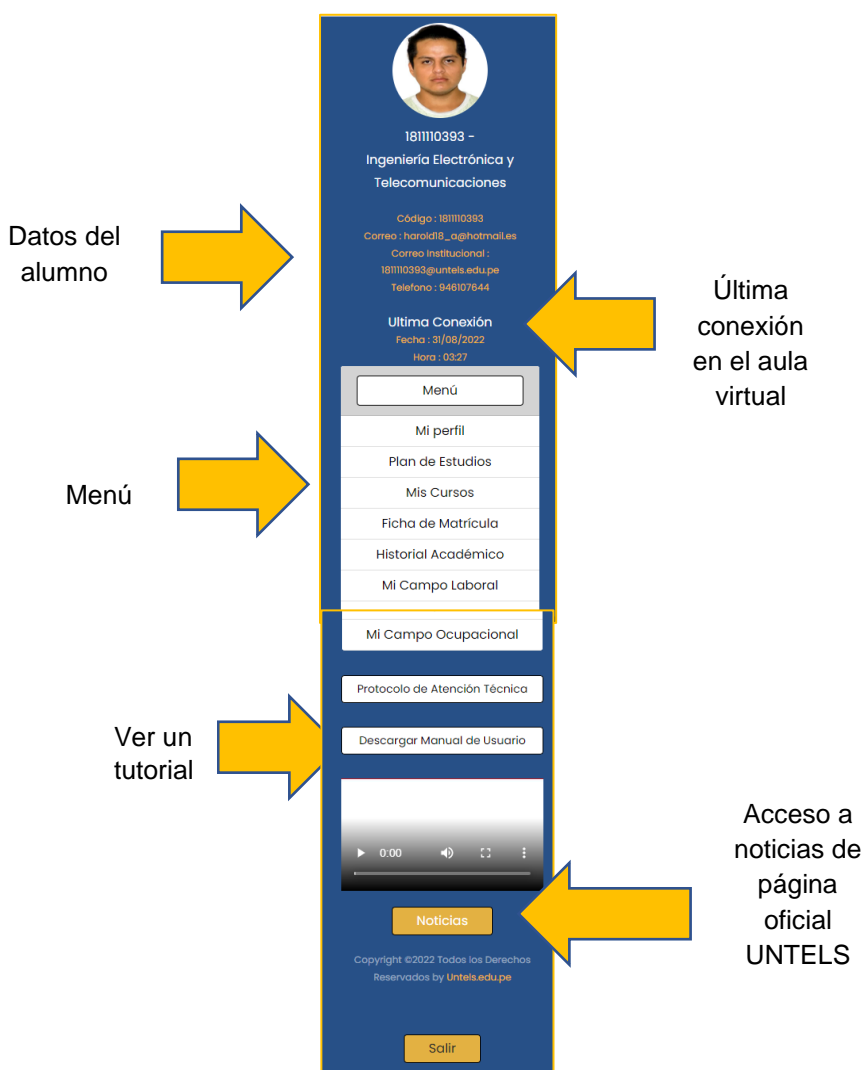 1811110393 -
Ingeniería Electrónica y
Telecomunicaciones
Datos del
alumno
Código : 1811110393
Correo : harold18_a@hotmail.es
Correo Institucional :
1811110393@untels.edu.pe
Telefono : 946107644
Última
conexión
en el aula
virtual
Ultima Conexión
Fecha : 31/08/2022
Hora : 03:27
Menú
Menú
Mi perfil
Plan de Estudios
Mis Cursos
Ficha de Matrícula
Historial Académico
Mi Campo Laboral
Mi Campo Ocupacional
Protocolo de Atención Técnica
Ver un
tutorial
Descargar Manual de Usuario
0:00
Acceso a
noticias de
página
oficial
UNTELS
Noticias
Copyright ©2022 Todos los Derechos
Reservados by Untels.edu.pe
Salir